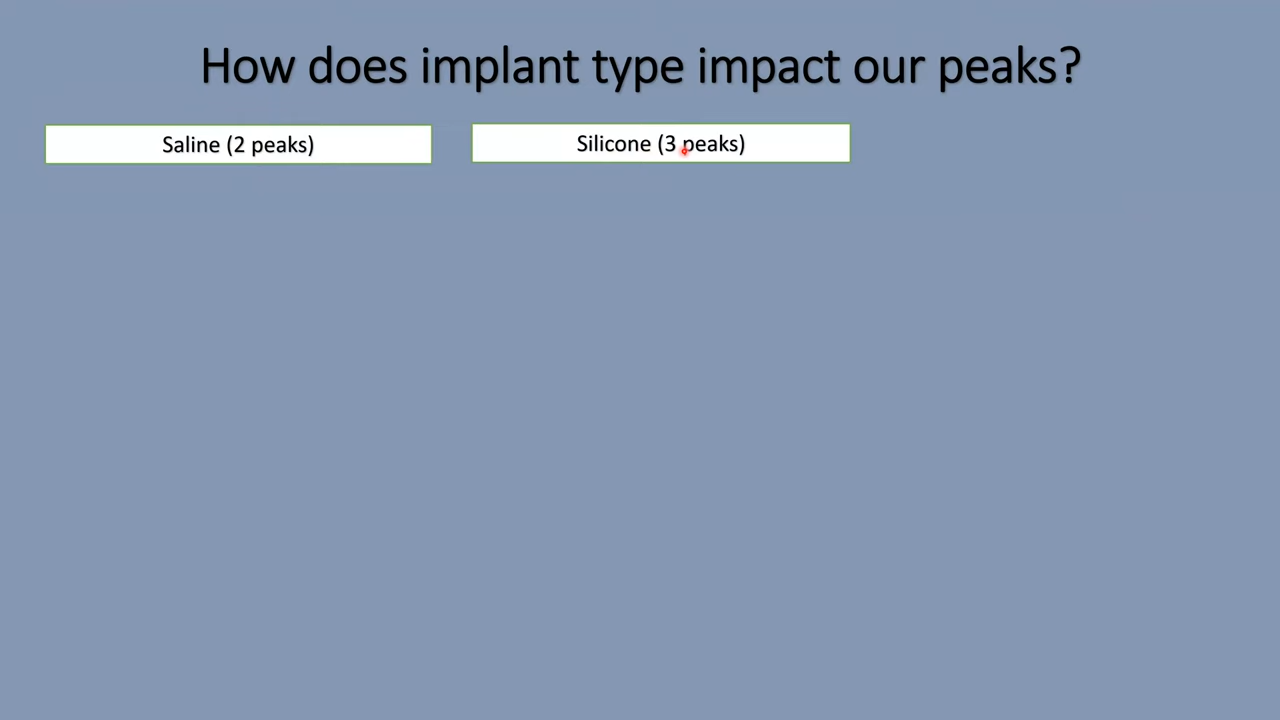 How does implant type impact our peaks?
Saline (2 peaks)
Silicone (3 peaks)